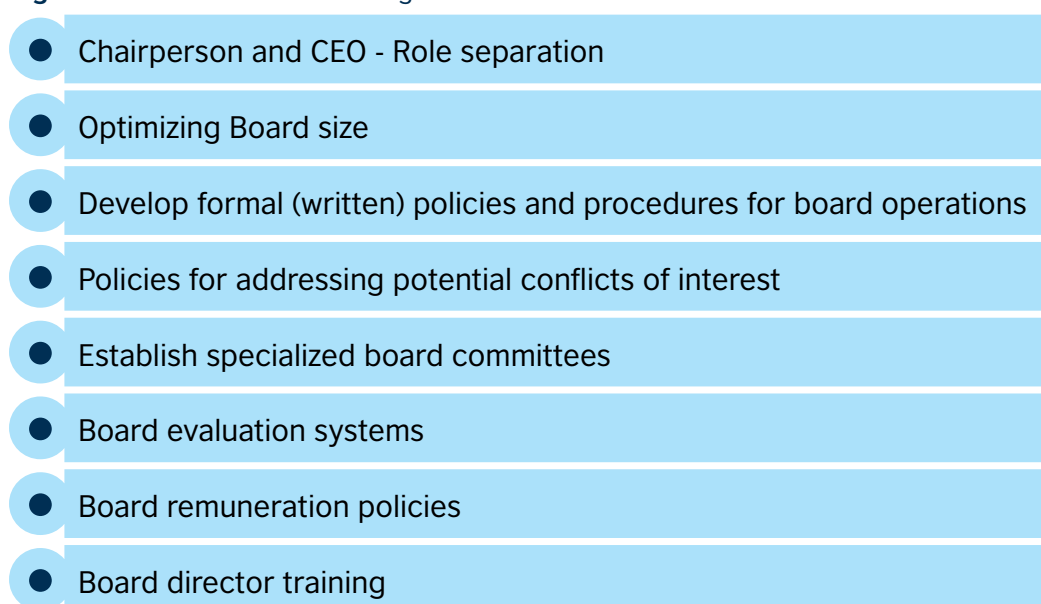 Chairperson and CEO - Role separation
Optimizing Board size
Develop formal (written) policies and procedures for board operations
Policies for addressing potential conflicts of interest
Establish specialized board committees
Board evaluation systems
Board remuneration policies
Board director training